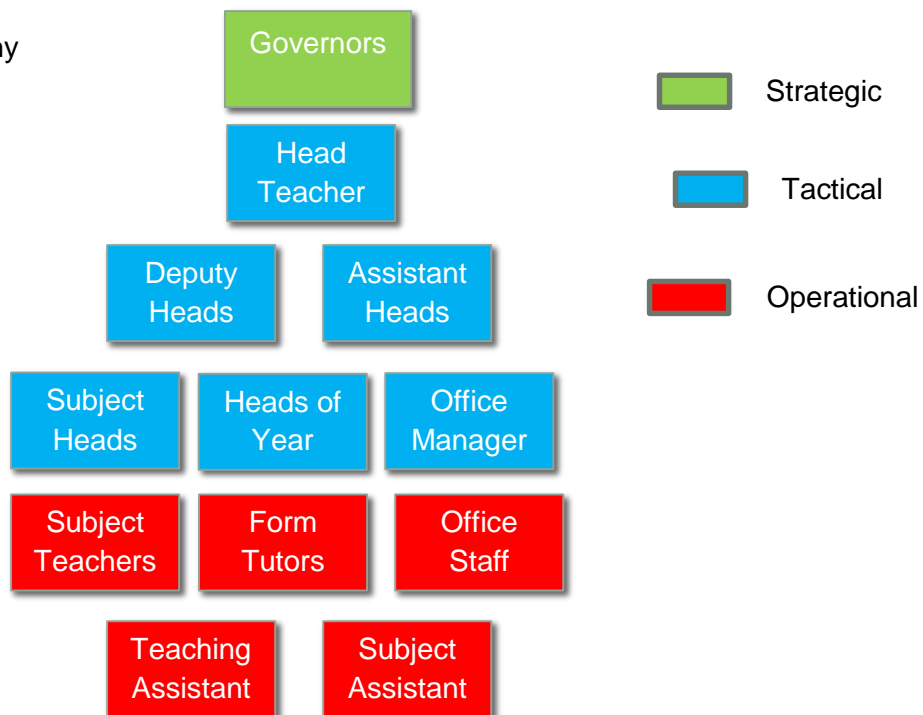 ny
Governors
Strategic
Head
Teacher
Tactical
Deputy
Heads
Assistant
Heads
Operational
Subject
Heads
Heads of
Year
Office
Manager
Subject
Teachers
Form
Tutors
Office
Staff
Teaching
Assistant
Subject
Assistant